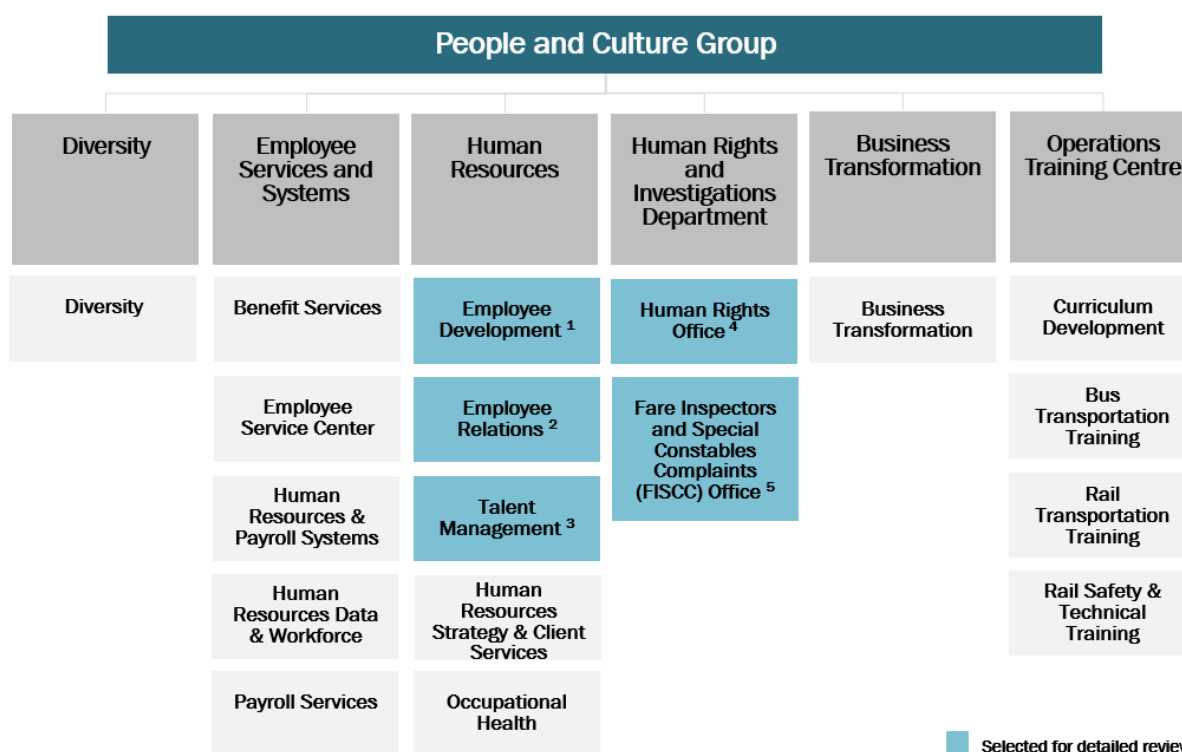 People and Culture Group
Diversity
Employee
Services and
Systems
Human
Resources
Human Rights
and
Investigations
Department
Business
Transformation
Operations
Training Centre
Diversity
Benefit Services
Employee
Development 1
Human Rights
Office 4
Business
Transformation
Curriculum
Development
Employee
Service Center
Employee
Relations 2
Fare Inspectors
and Special
Constables
Complaints
(FISCC) Office 5
Bus
Transportation
Training
Human
Resources &
Payroll Systems
Talent
Management 3
Rail
Transportation
Training
Human
Resources Data
& Workforce
Human
Resources
Strategy & Client
Services
Rail Safety &
Technical
Training
Payroll Services
Occupational
Health
Selected for detailed review